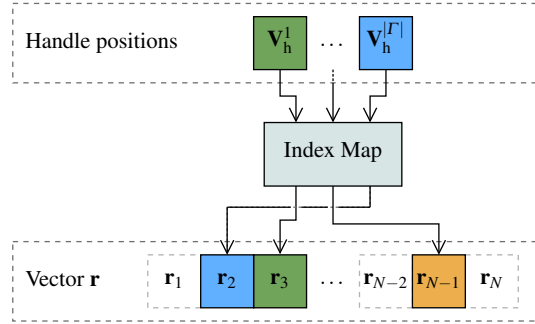 Handle positions V_h^1 ... V_h^{|Γ|}
Index Map
Vector r r_1 r_2 r_3 ... r_{N−2} r_{N−1} r_N